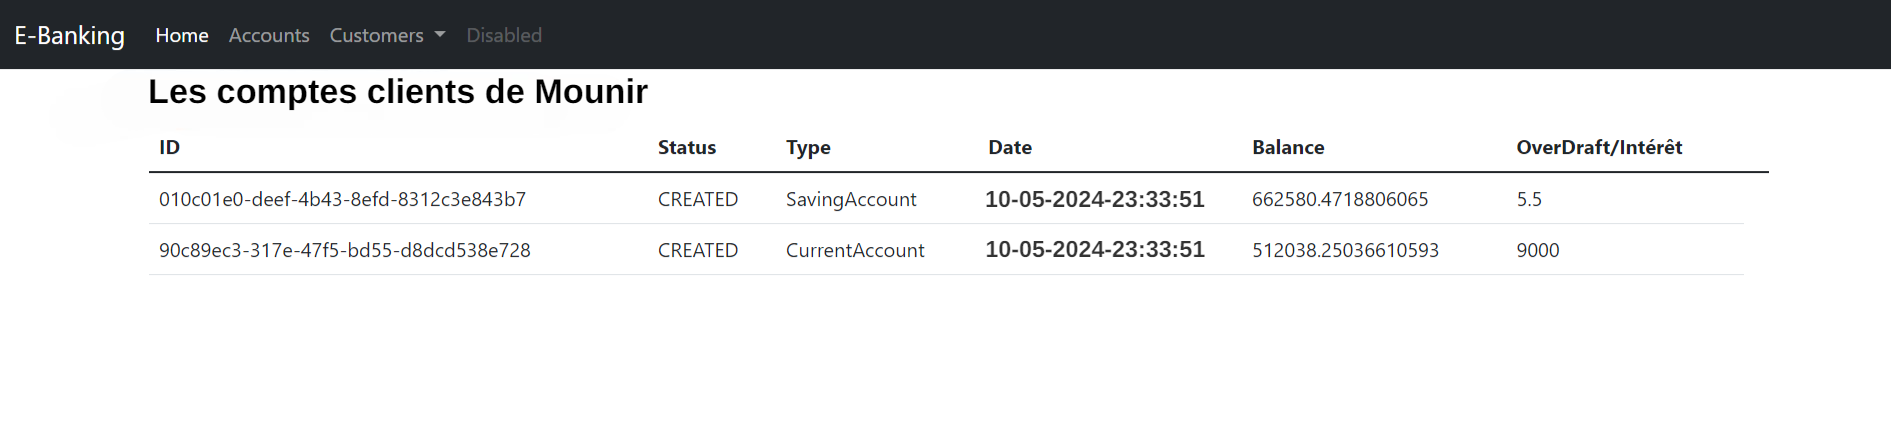 E-Banking Home Accounts Customers Disabled
Les comptes clients de Mounir
ID Status Type Date Balance OverDraft/Intérêt
010c01e0-deef-4b43-8efd-8312c3e843b7 CREATED SavingAccount 10-05-2024-23:33:51 662580.4718806065 5.5
90c89ec3-317e-47f5-bd55-d8dcd538e728 CREATED CurrentAccount 10-05-2024-23:33:51 512038.25036610593 9000